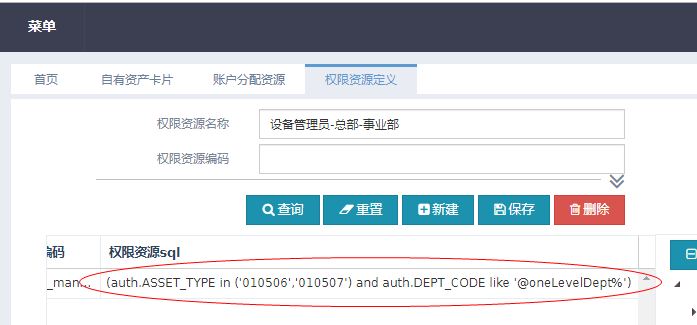 菜单
首页 自有资产卡片 账户分配资源 权限资源定义
权限资源名称 设备管理员-总部-事业部
权限资源编码
查询 重置 新建 保存 删除
编码 权限资源sql
_man... (auth.ASSET_TYPE in ('010506','010507') and auth.DEPT_CODE like '@oneLevelDept%')